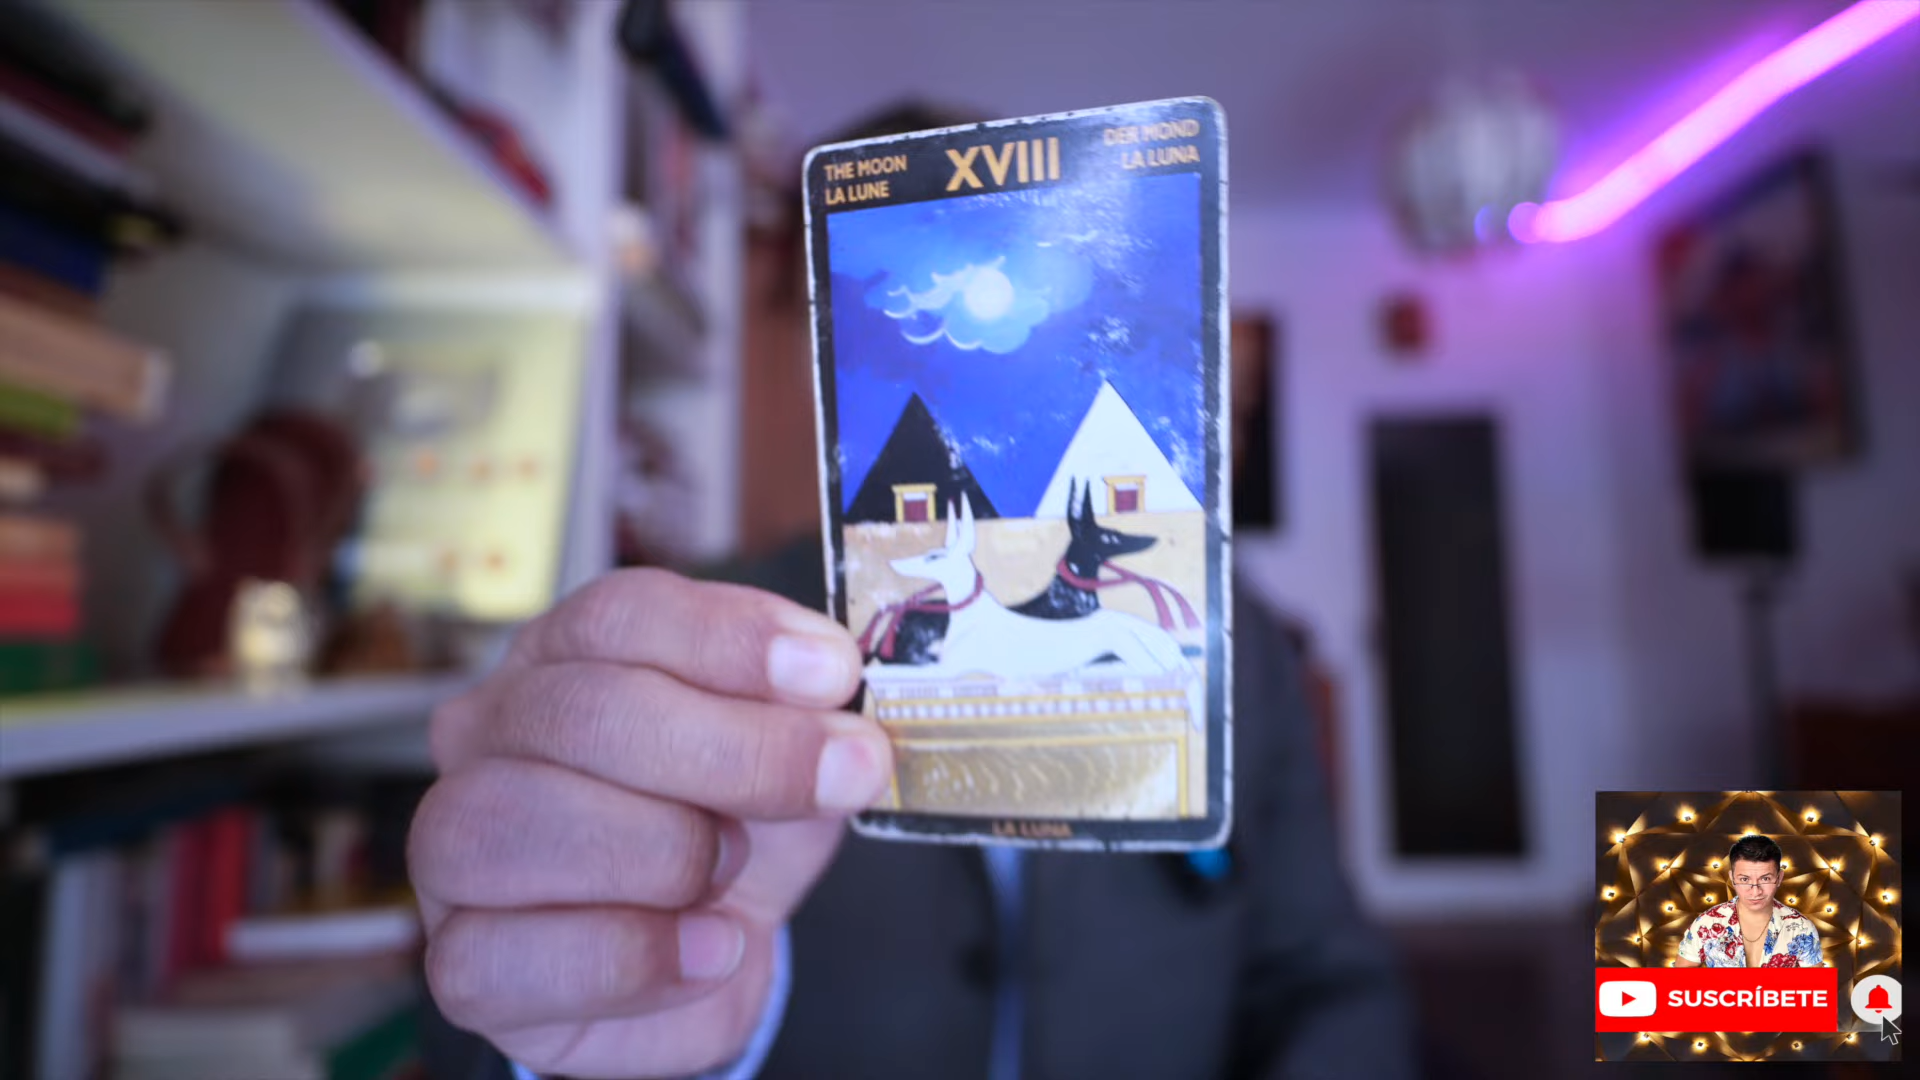 THE MOON
LA LUNE
XVIII
DER MOND
LA LUNA
LA LUNA
SUSCRÍBETE